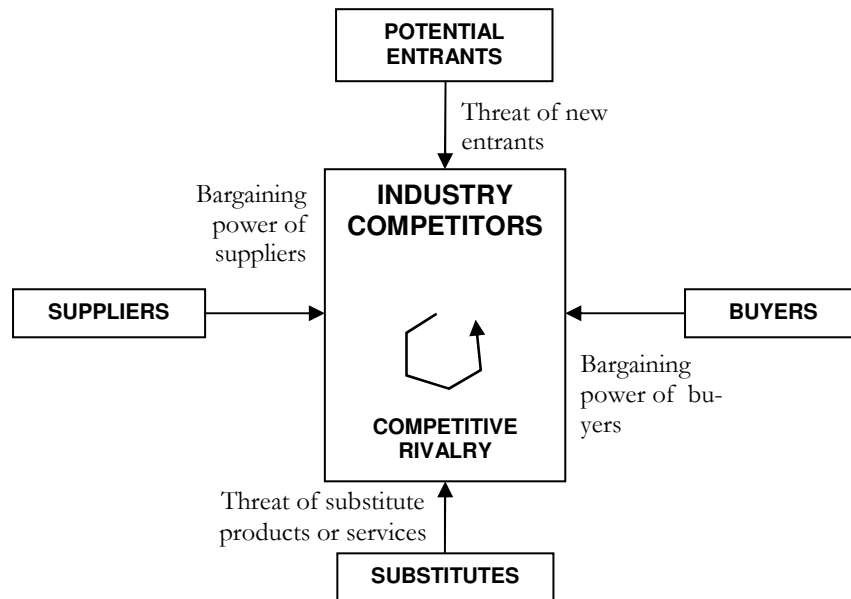 POTENTIAL
ENTRANTS
Threat of new
entrants
INDUSTRY
COMPETITORS
Bargaining
power of
suppliers
SUPPLIERS
BUYERS
Bargaining
power of bu-
yers
COMPETITIVE
RIVALRY
Threat of substitute
products or services
SUBSTITUTES